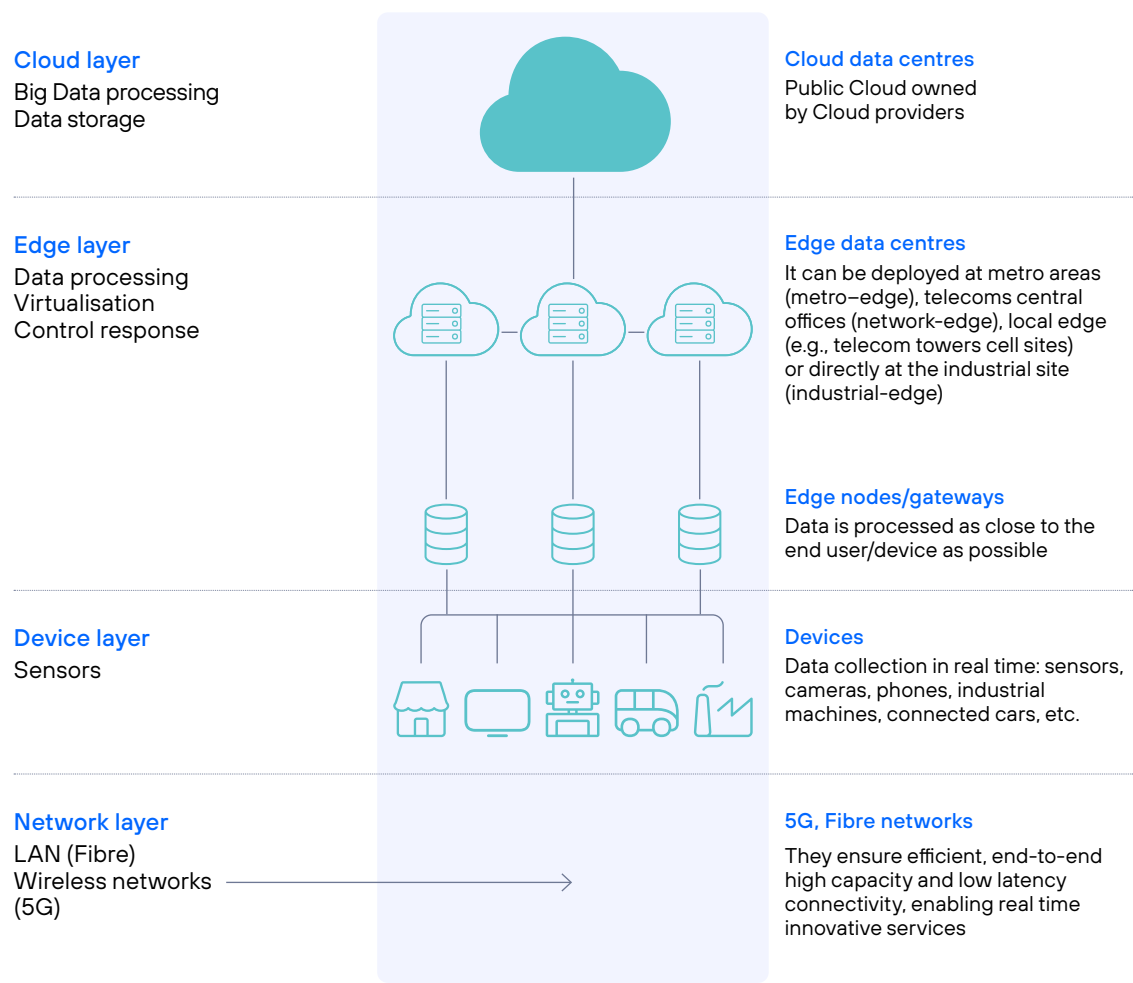 Cloud layer
Big Data processing
Data storage
Cloud data centres
Public Cloud owned
by Cloud providers
Edge layer
Data processing
Virtualisation
Control response
Edge data centres
It can be deployed at metro areas
(metro–edge), telecoms central
offices (network-edge), local edge
(e.g., telecom towers cell sites)
or directly at the industrial site
(industrial-edge)
Edge nodes/gateways
Data is processed as close to the
end user/device as possible
Device layer
Sensors
Devices
Data collection in real time: sensors,
cameras, phones, industrial
machines, connected cars, etc.
Network layer
LAN (Fibre)
Wireless networks
(5G)
5G, Fibre networks
They ensure efficient, end-to-end
high capacity and low latency
connectivity, enabling real time
innovative services